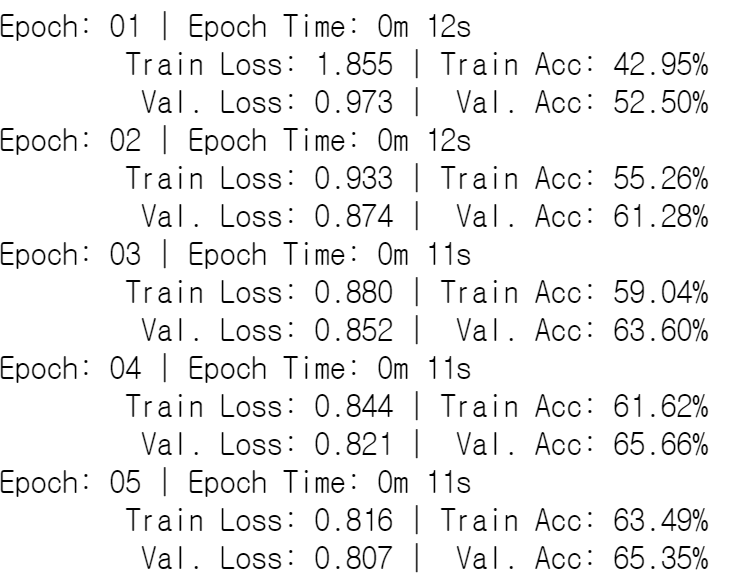 Epoch: 01 | Epoch Time: 0m 12s
Train Loss: 1.855 | Train Acc: 42.95%
Val. Loss: 0.973 | Val. Acc: 52.50%
Epoch: 02 | Epoch Time: 0m 12s
Train Loss: 0.933 | Train Acc: 55.26%
Val. Loss: 0.874 | Val. Acc: 61.28%
Epoch: 03 | Epoch Time: 0m 11s
Train Loss: 0.880 | Train Acc: 59.04%
Val. Loss: 0.852 | Val. Acc: 63.60%
Epoch: 04 | Epoch Time: 0m 11s
Train Loss: 0.844 | Train Acc: 61.62%
Val. Loss: 0.821 | Val. Acc: 65.66%
Epoch: 05 | Epoch Time: 0m 11s
Train Loss: 0.816 | Train Acc: 63.49%
Val. Loss: 0.807 | Val. Acc: 65.35%